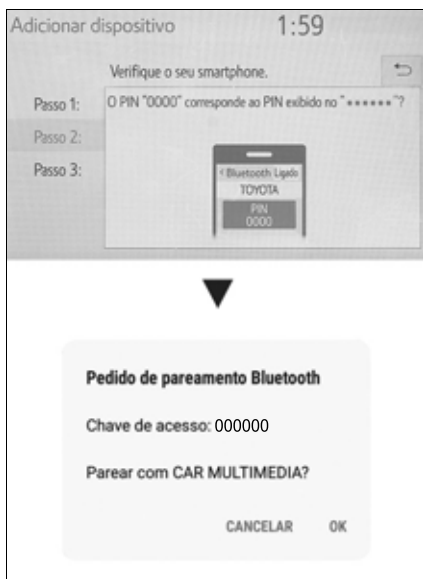 Adicionar dispositivo 1:59
Verifique o seu smartphone.
Passo 1: O PIN "0000" corresponde ao PIN exibido no "••••••"?
Passo 2:
Passo 3:
< Bluetooth Ligado
TOYOTA
PIN
0000
Pedido de pareamento Bluetooth
Chave de acesso: 000000
Parear com CAR MULTIMEDIA?
CANCELAR OK